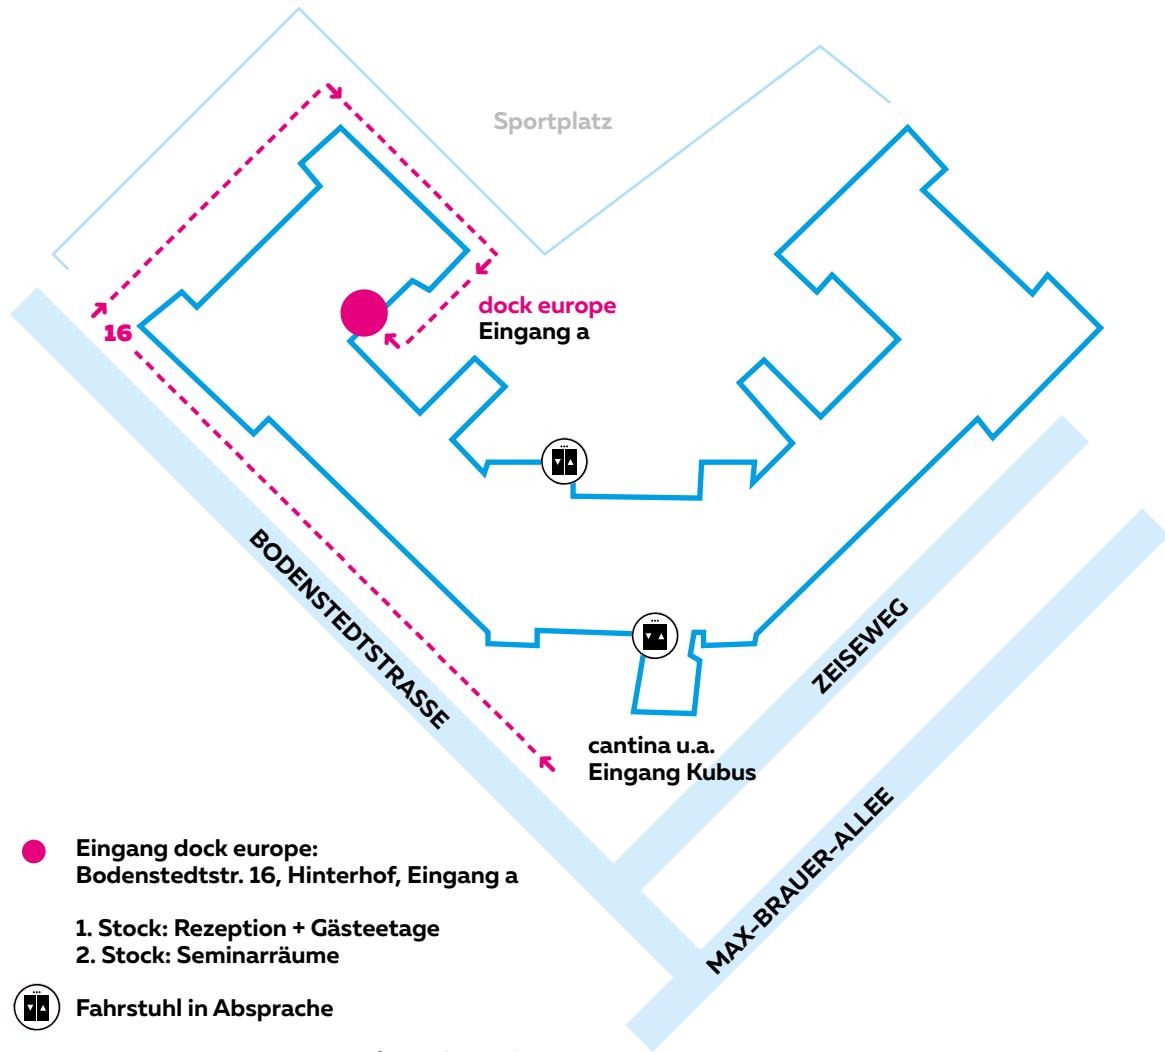 Sportplatz
dock europe
Eingang a
16
BODENSTEDTSTRASSE
ZEISEWEG
cantina u.a.
Eingang Kubus
MAX-BRAUER-ALLEE
Eingang dock europe:
Bodenstedtstr. 16, Hinterhof, Eingang a
1. Stock: Rezeption + Gästeetage
2. Stock: Seminarräume
Fahrstuhl in Absprache